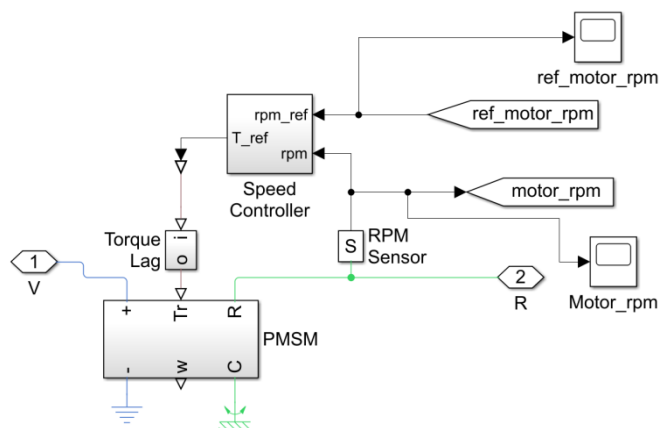 ref_motor_rpm
rpm_ref
ref_motor_rpm
T_ref
rpm
Speed
Controller
motor_rpm
RPM
Sensor
S
Torque
Lag
o i
1
V
2
R
Motor_rpm
+
Tr
R
PMSM
-
w
C